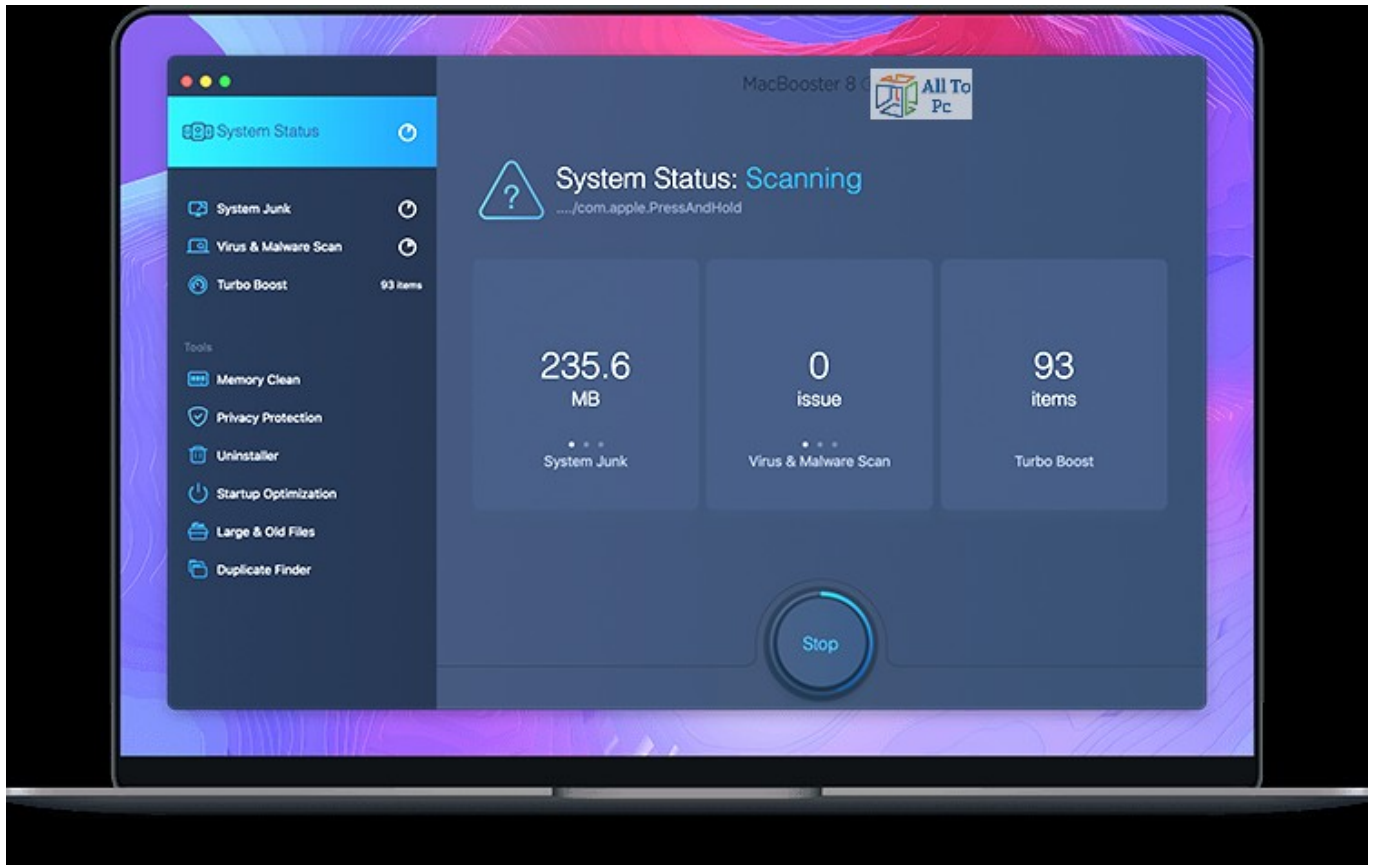 MacBooster 8
All To
Pc
System Status
System Junk
Virus & Malware Scan
Turbo Boost 93 items
Tools
Memory Clean
Privacy Protection
Uninstaller
Startup Optimization
Large & Old Files
Duplicate Finder
System Status: Scanning
..../com.apple.PressAndHold
?
235.6
MB
System Junk
0
issue
Virus & Malware Scan
93
items
Turbo Boost
Stop